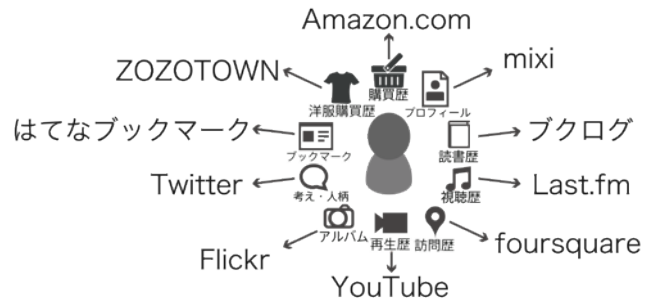 Amazon.com
ZOZOTOWN
mixi
購買歴
洋服購買歴
プロフィール
はてなブックマーク
ブクログ
ブックマーク
読書歴
Twitter
Last.fm
考え・人柄
視聴歴
アルバム
再生歴
訪問歴
Flickr
foursquare
YouTube